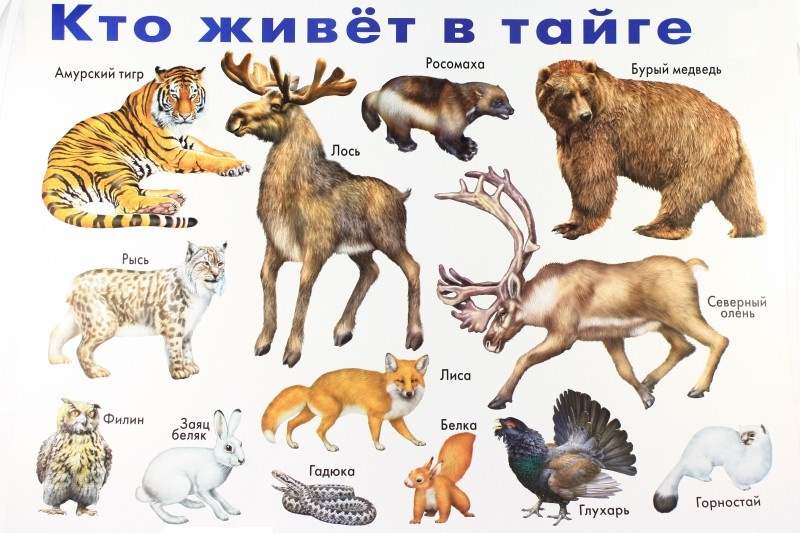 Кто живёт в тайге
Амурский тигр
Росомаха
Бурый медведь
Лось
Рысь
Северный
олень
Лиса
Филин
Заяц
беляк
Белка
Гадюка
Глухарь
Горностай